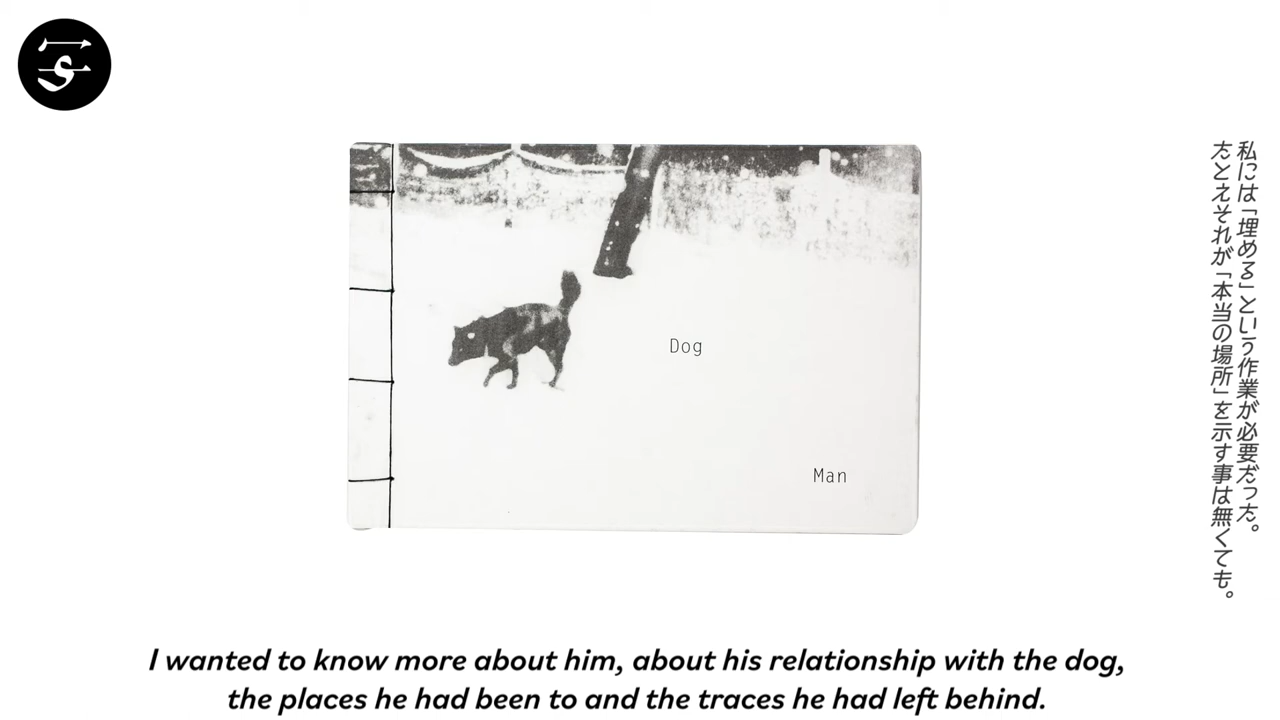 Dog
Man
私には「埋める」という作業が必要だった。
たとえそれが「本当の場所」を示す事は無くても。
I wanted to know more about him, about his relationship with the dog,
the places he had been to and the traces he had left behind.